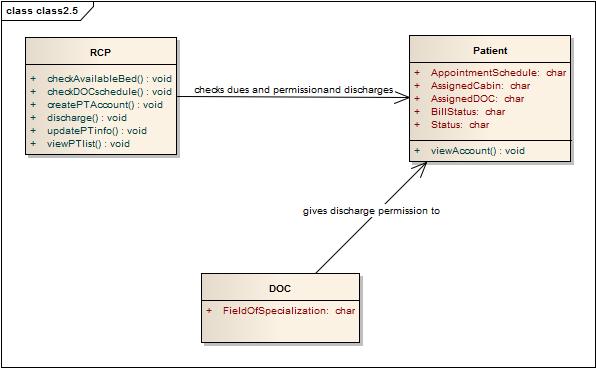 class class2.5
RCP
+ checkAvailableBed() : void
+ checkDOCschedule() : void
+ createPTAccount() : void
+ discharge() : void
+ updatePTinfo() : void
+ viewPTlist() : void
checks dues and permissionand discharges
Patient
+ AppointmentSchedule: char
+ AssignedCabin: char
+ AssignedDOC: char
+ BillStatus: char
+ Status: char
+ viewAccount() : void
gives discharge permission to
DOC
+ FieldOfSpecialization: char